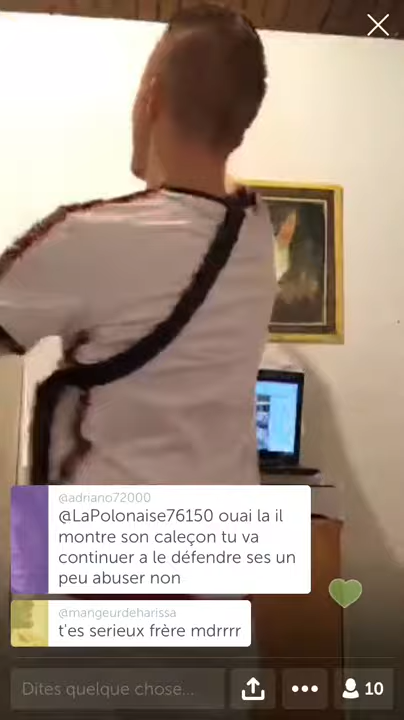 @adriano72000
@LaPolonaise76150 ouai la il
montre son caleçon tu va
continuer a le défendre ses un
peu abuser non
@mangeurdeharissa
t'es serieux frère mdrrrr
Dites quelque chose...
10